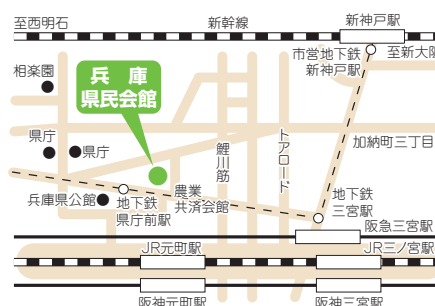 至西明石
新幹線
新神戸駅
市営地下鉄
新神戸駅
至新大阪
相楽園
兵庫
県民会館
県庁
県庁
鯉川筋
トアロード
加納町三丁目
兵庫県公館
地下鉄
県庁前駅
農業
共済会館
地下鉄
三宮駅
阪急三宮駅
JR元町駅
JR三ノ宮駅
阪神元町駅
阪神三宮駅